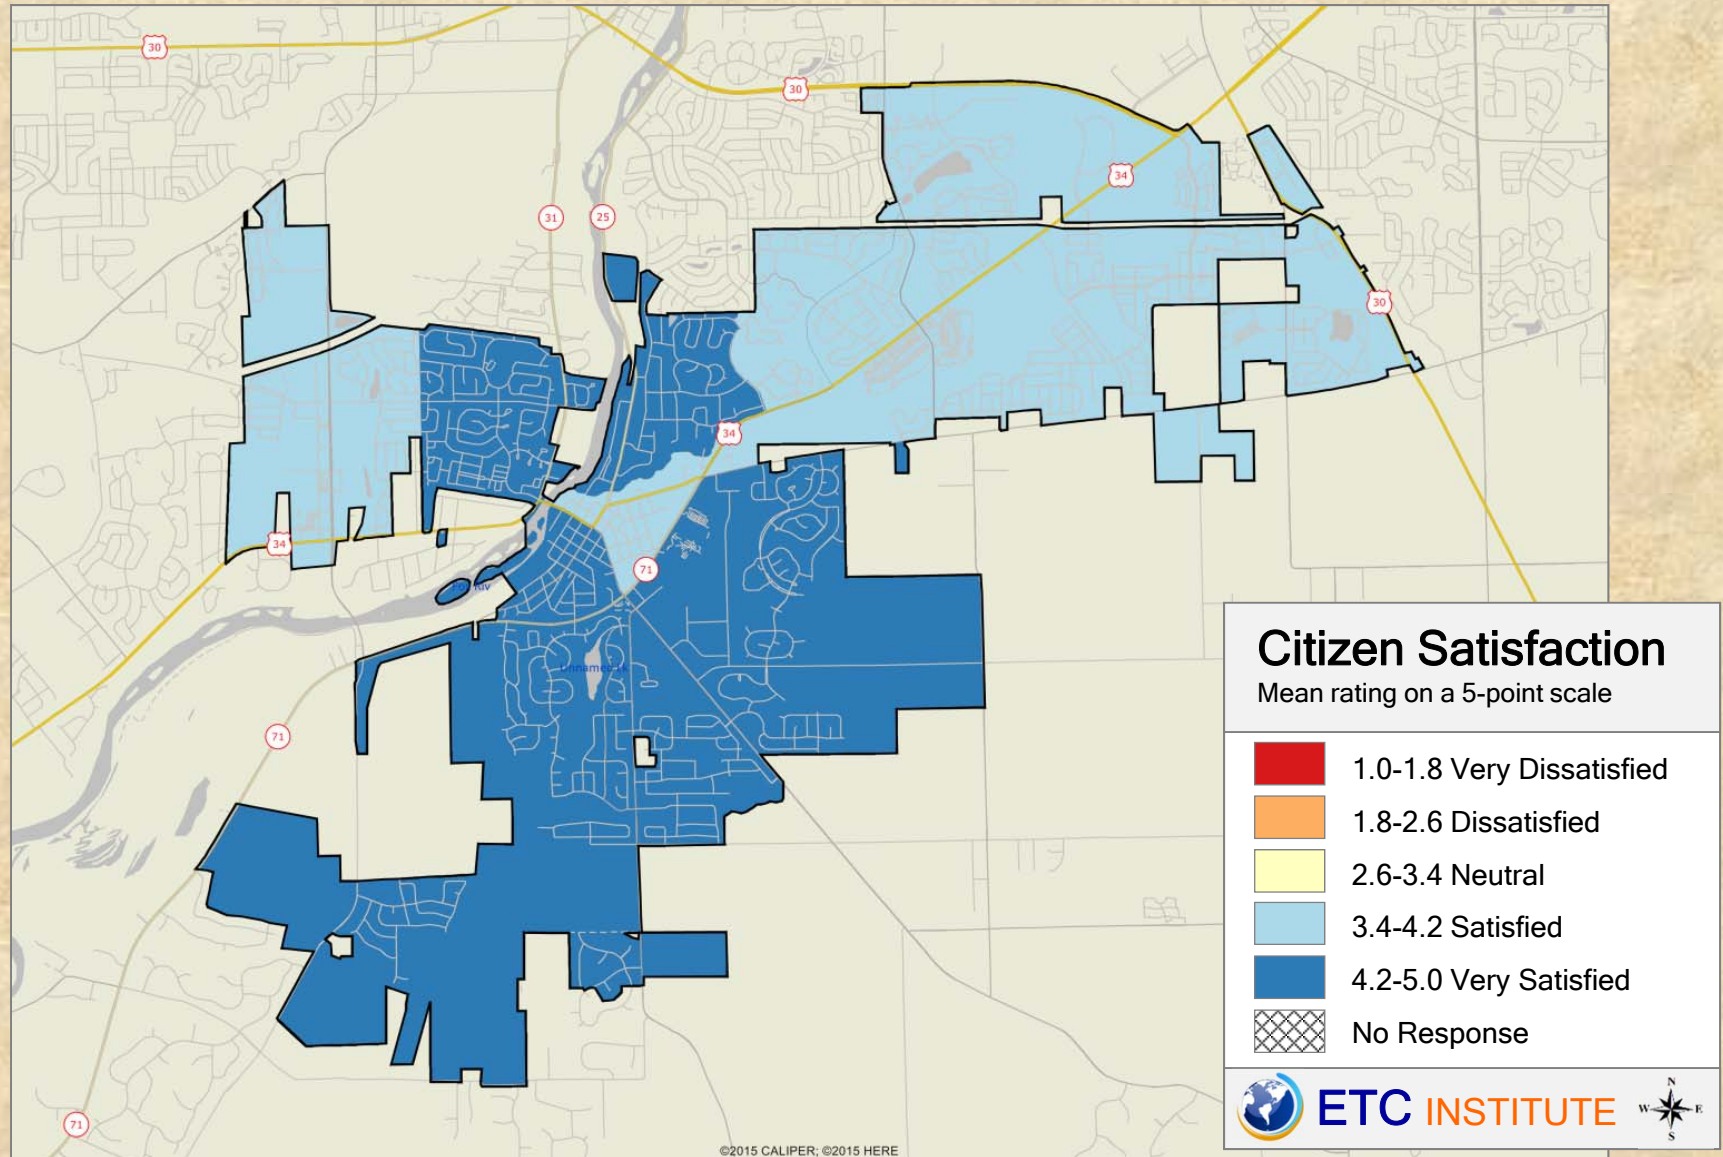 30
30
34
31
25
30
34
34
71
Unnamed Lk
71
71
Citizen Satisfaction
Mean rating on a 5-point scale
1.0-1.8 Very Dissatisfied
1.8-2.6 Dissatisfied
2.6-3.4 Neutral
3.4-4.2 Satisfied
4.2-5.0 Very Satisfied
No Response
ETC INSTITUTE
N
W E
S
©2015 CALIPER; ©2015 HERE